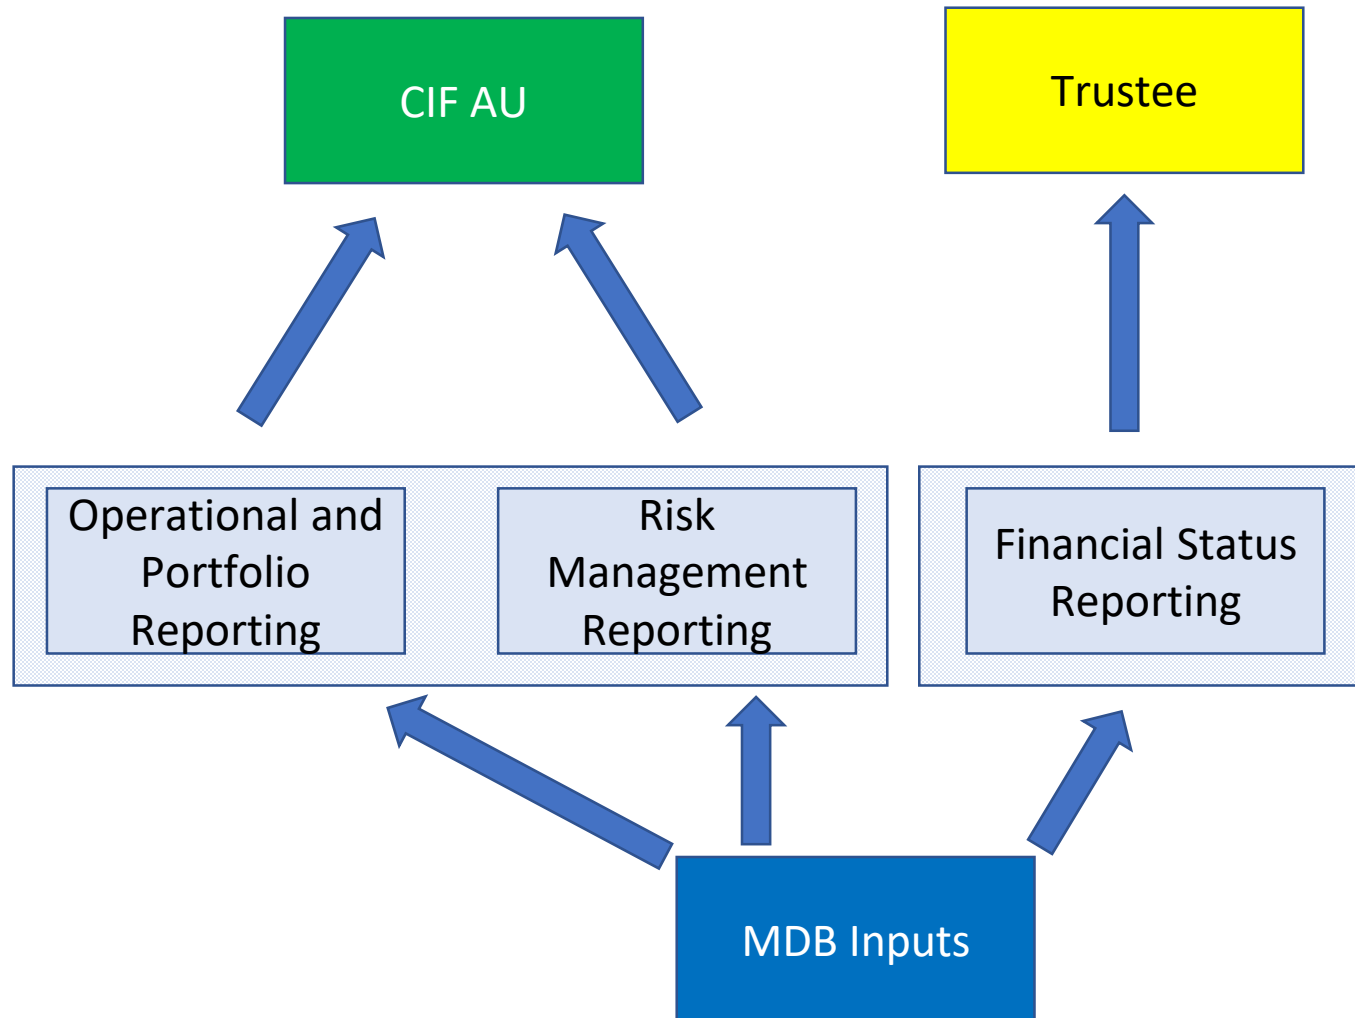 CIF AU
Trustee
Operational and
Portfolio
Reporting
Risk
Management
Reporting
Financial Status
Reporting
MDB Inputs